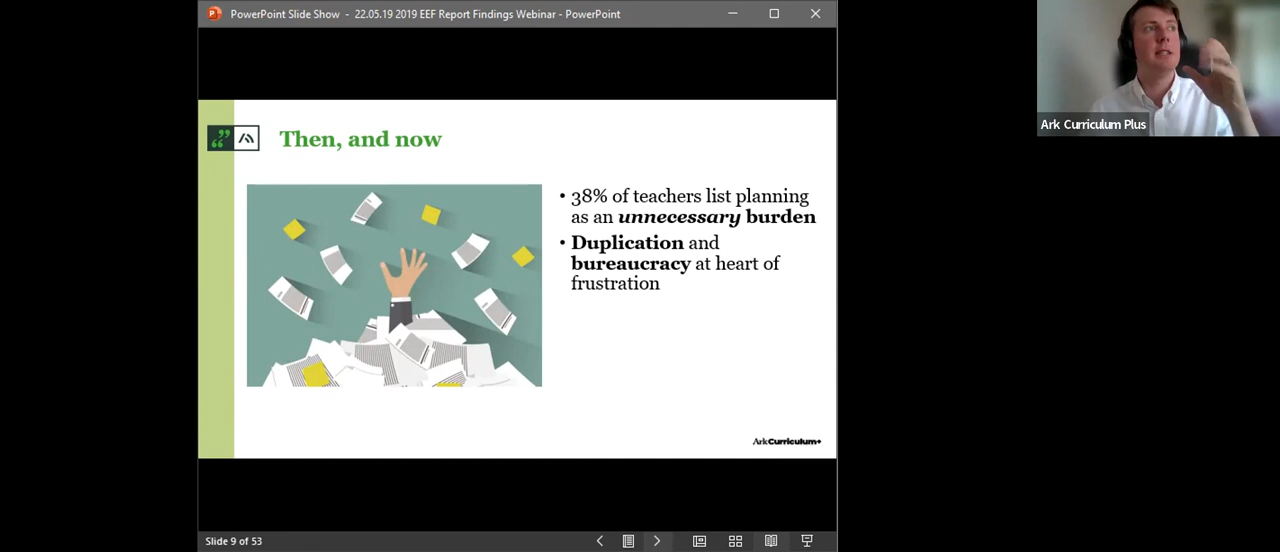 PowerPoint Slide Show - 22.05.19 2019 EEF Report Findings Webinar - PowerPoint
Ark Curriculum Plus
Then, and now
• 38% of teachers list planning
as an unnecessary burden
• Duplication and
bureaucracy at heart of
frustration
ArkCurriculum+
Slide 9 of 53